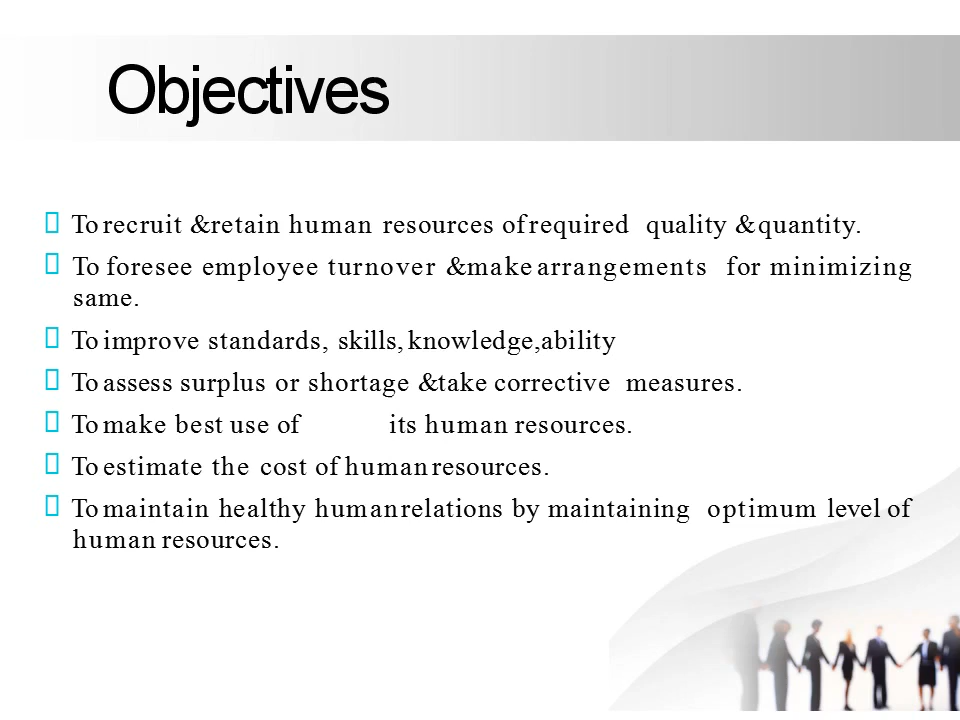 Objectives
To recruit &retain human resources of required quality & quantity.
To foresee employee turnover &make arrangements for minimizing
same.
To improve standards, skills, knowledge,ability
To assess surplus or shortage &take corrective measures.
To make best use of its human resources.
To estimate the cost of human resources.
To maintain healthy human relations by maintaining optimum level of
human resources.